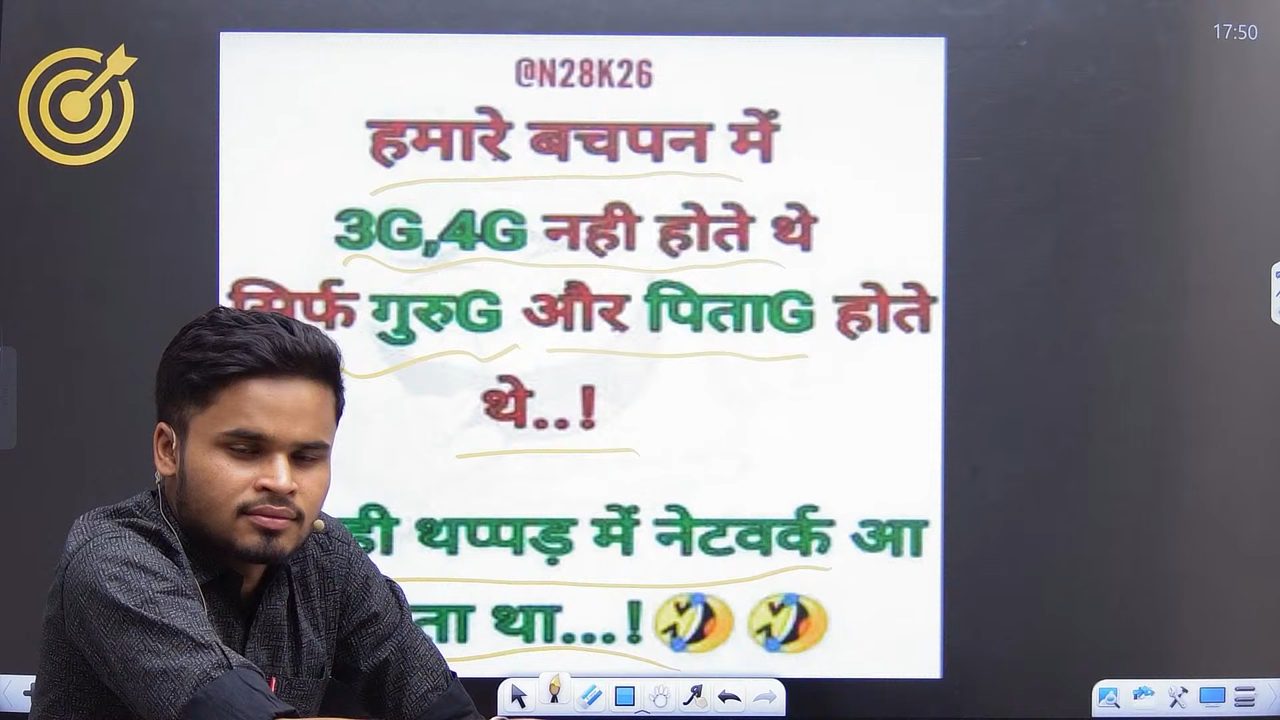 17:50
@N28K26
हमारे बचपन में
3G,4G नही होते थे
सिर्फ गुरुG और पिताG होते
थे..!
थप्पड़ में नेटवर्क आ
था...!